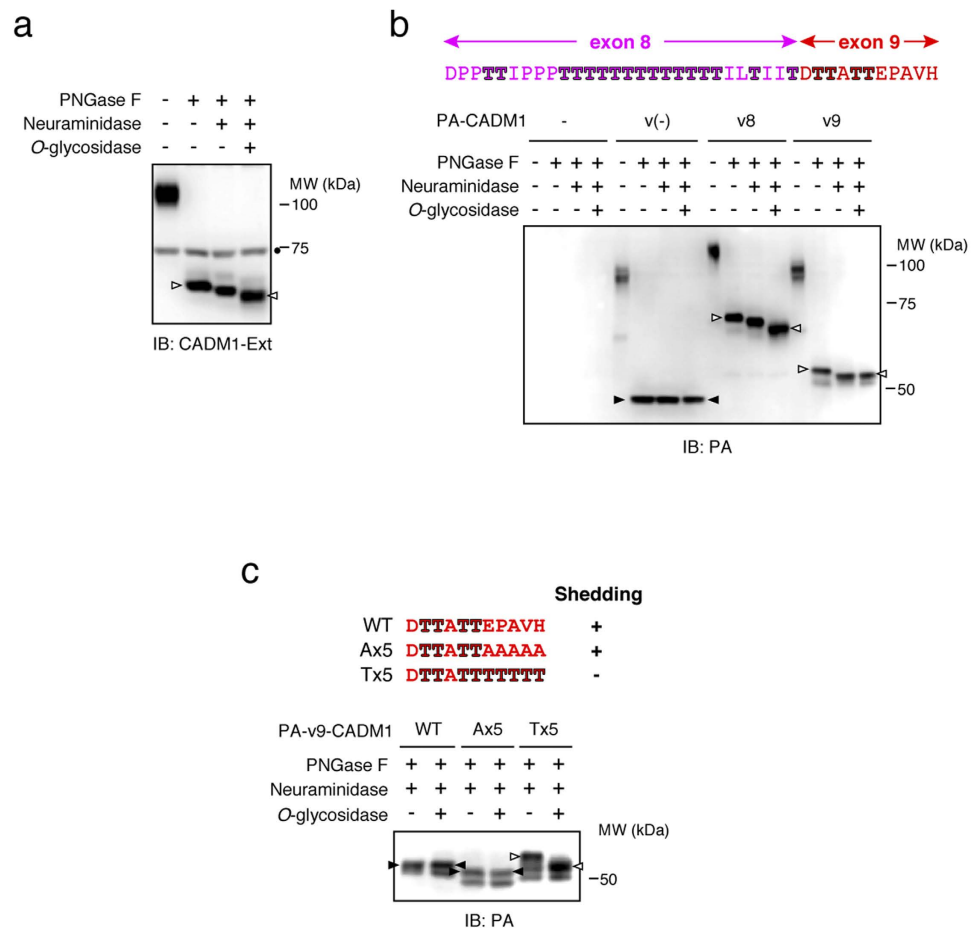 a
PNGase F - + + +
Neuraminidase - - + +
O-glycosidase - - - +
MW (kDa)
100
75
IB: CADM1-Ext
b
exon 8 exon 9
DPPTTIPPPTTTTTTTTTTTTTILTIITDTTATTEPAVH
PA-CADM1 - v(-) v8 v9
PNGase F - + + + - + + + - + + + - + + +
Neuraminidase - - + + - - + + - - + + - - + +
O-glycosidase - - - + - - - + - - - + - - - +
MW (kDa)
100
75
50
IB: PA
c
Shedding
WT DTTATTEPAVH +
Ax5 DTTATTAAAAA +
Tx5 DTTATTTTTTT -
PA-v9-CADM1 WT Ax5 Tx5
PNGase F + + + + + +
Neuraminidase + + + + + +
O-glycosidase - + - + - +
MW (kDa)
50
IB: PA